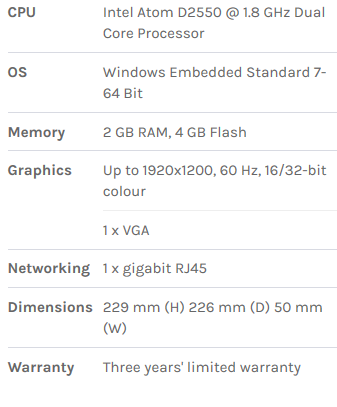 CPU Intel Atom D2550 @ 1.8 GHz Dual
Core Processor
OS Windows Embedded Standard 7-
64 Bit
Memory 2 GB RAM, 4 GB Flash
Graphics Up to 1920x1200, 60 Hz, 16/32-bit
colour
1 x VGA
Networking 1 x gigabit RJ45
Dimensions 229 mm (H) 226 mm (D) 50 mm
(W)
Warranty Three years' limited warranty